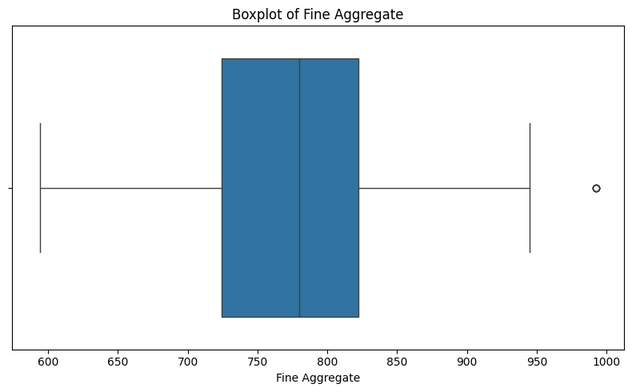 Boxplot of Fine Aggregate
600 650 700 750 800 850 900 950 1000
Fine Aggregate